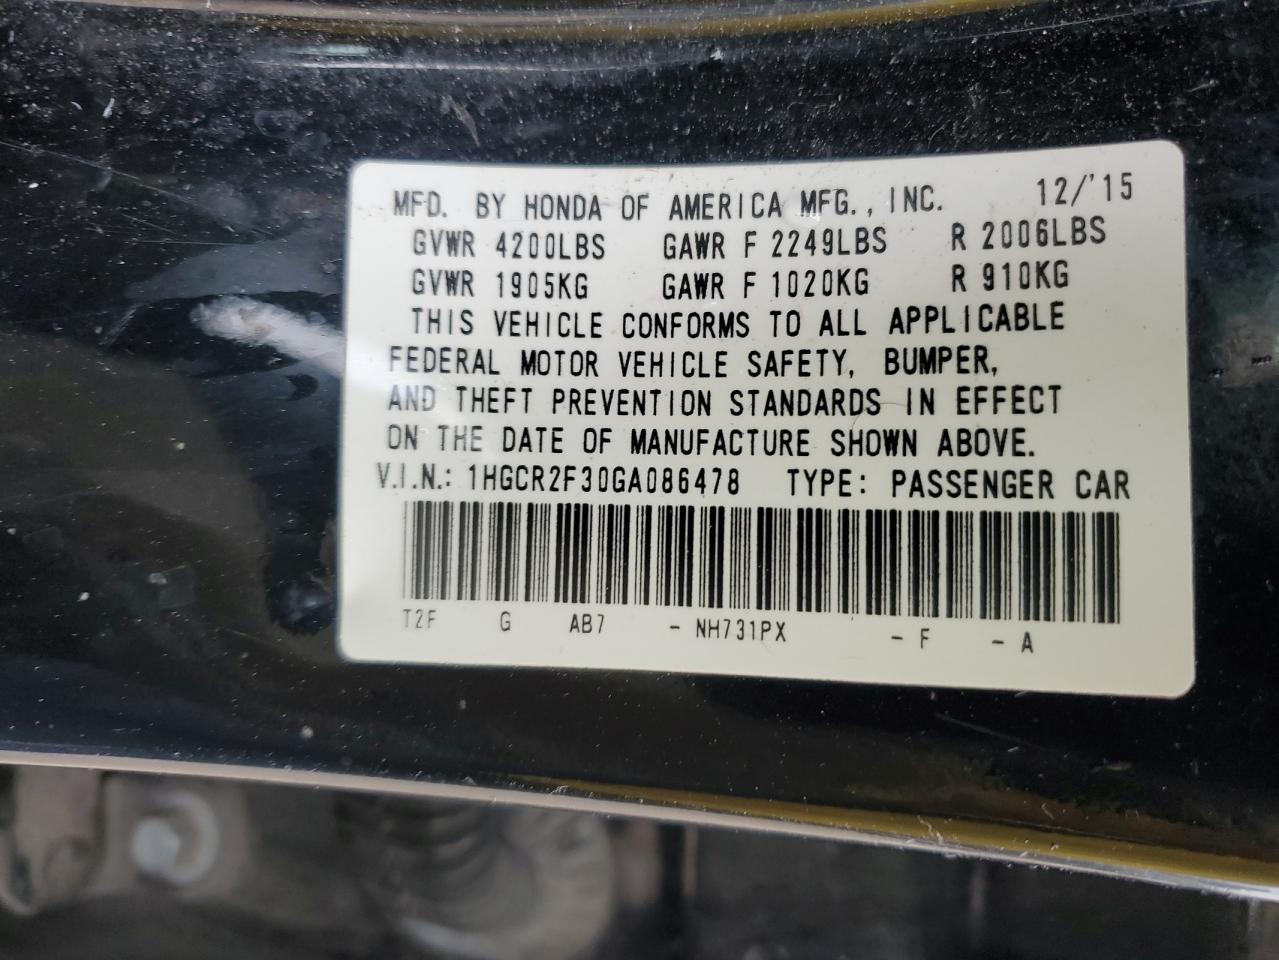 MFD. BY HONDA OF AMERICA MFG., INC. 12/'15
GVWR 4200LBS GAWR F 2249LBS R 2006LBS
GVWR 1905KG GAWR F 1020KG R 910KG
THIS VEHICLE CONFORMS TO ALL APPLICABLE
FEDERAL MOTOR VEHICLE SAFETY, BUMPER,
AND THEFT PREVENTION STANDARDS IN EFFECT
ON THE DATE OF MANUFACTURE SHOWN ABOVE.
V.I.N.: 1HGCR2F30GA086478 TYPE: PASSENGER CAR
T2F G AB7 - NH731PX - F - A